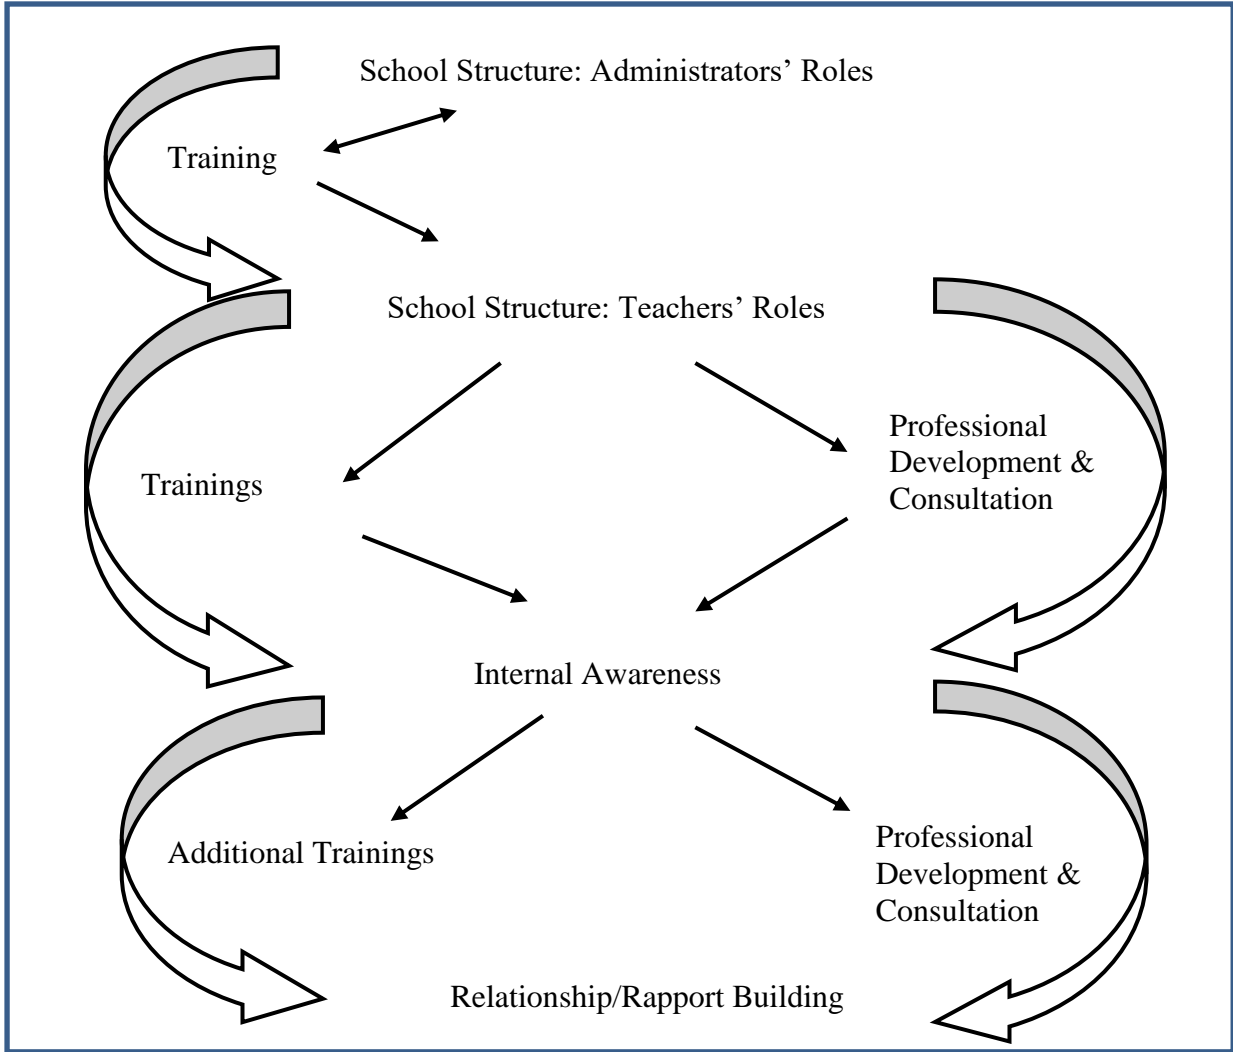 School Structure: Administrators’ Roles
Training
School Structure: Teachers’ Roles
Professional
Development &
Consultation
Trainings
Internal Awareness
Additional Trainings
Professional
Development &
Consultation
Relationship/Rapport Building